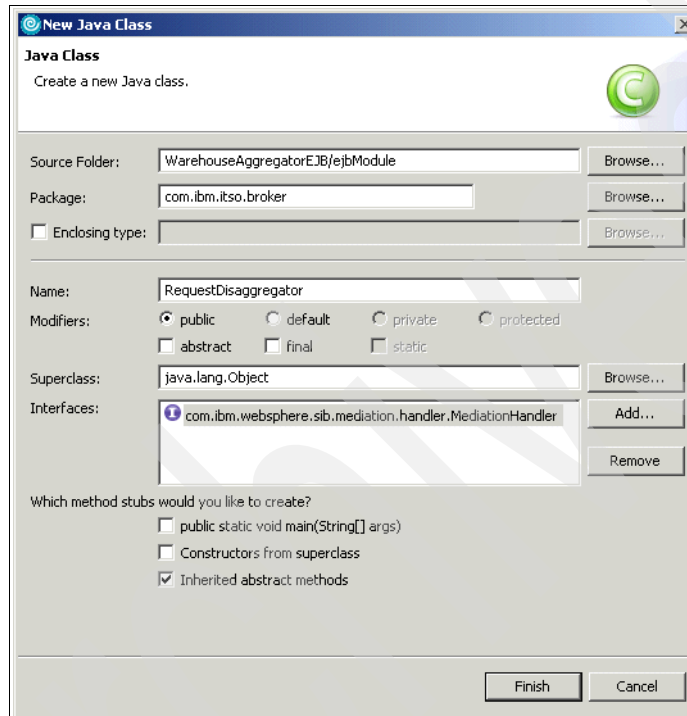 New Java Class
Java Class
Create a new Java class.
Source Folder: WarehouseAggregatorEJB/ejbModule Browse...
Package: com.ibm.itso.broker Browse...
Enclosing type: Browse...
Name: RequestDisaggregator
Modifiers: public default private protected
abstract final static
Superclass: java.lang.Object Browse...
Interfaces: com.ibm.websphere.sib.mediation.handler.MediationHandler Add...
Remove
Which method stubs would you like to create?
public static void main(String[] args)
Constructors from superclass
Inherited abstract methods
Finish Cancel